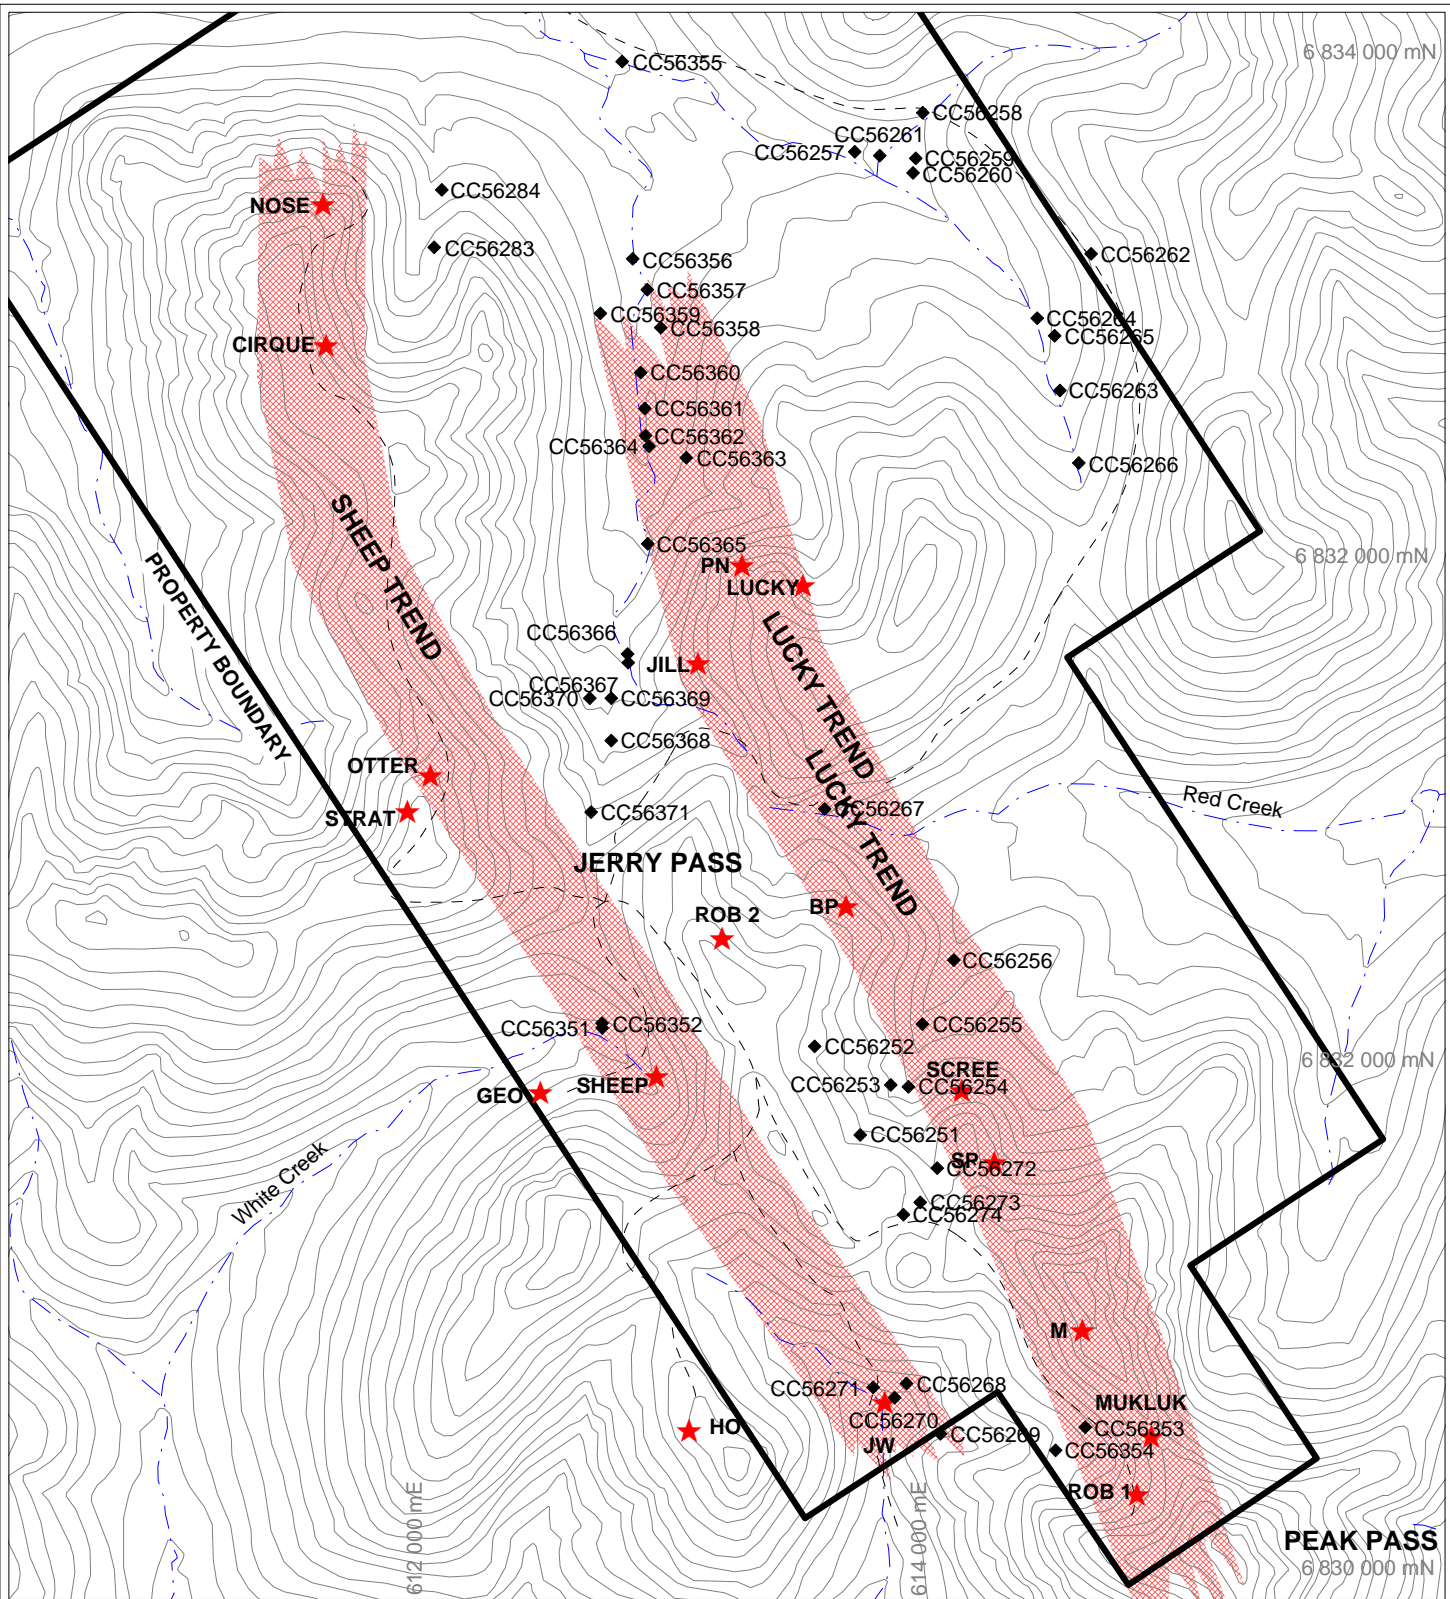 6 834 000 mN
CC56355
CC56258
CC56261
CC56257
CC56259
CC56260
CC56284
NOSE
CC56283
CC56262
CC56356
CC56357
CC56359
CC56264
CC56358
CC56265
CIRQUE
CC56360
CC56263
CC56361
CC56362
CC56364
CC56363
CC56266
SHEEP TREND
CC56365
6 832 000 mN
PN
LUCKY
PROPERTY BOUNDARY
CC56366
LUCKY TREND
JILL
CC56367
CC56370
CC56369
CC56368
OTTER
LUCKY TREND
Red Creek
STRAT
CC56371
CC56267
JERRY PASS
BP
ROB 2
CC56256
CC56351
CC56352
CC56255
CC56252
6 832 000 mN
SCREE
GEO
SHEEP
CC56253
CC56254
CC56251
SP
CC56272
White Creek
CC56273
CC56274
M
CC56271
CC56268
MUKLUK
CC56270
HO
CC56269
CC56353
JW
CC56354
ROB 1
612 000 mE
614 000 mE
PEAK PASS
6 830 000 mN